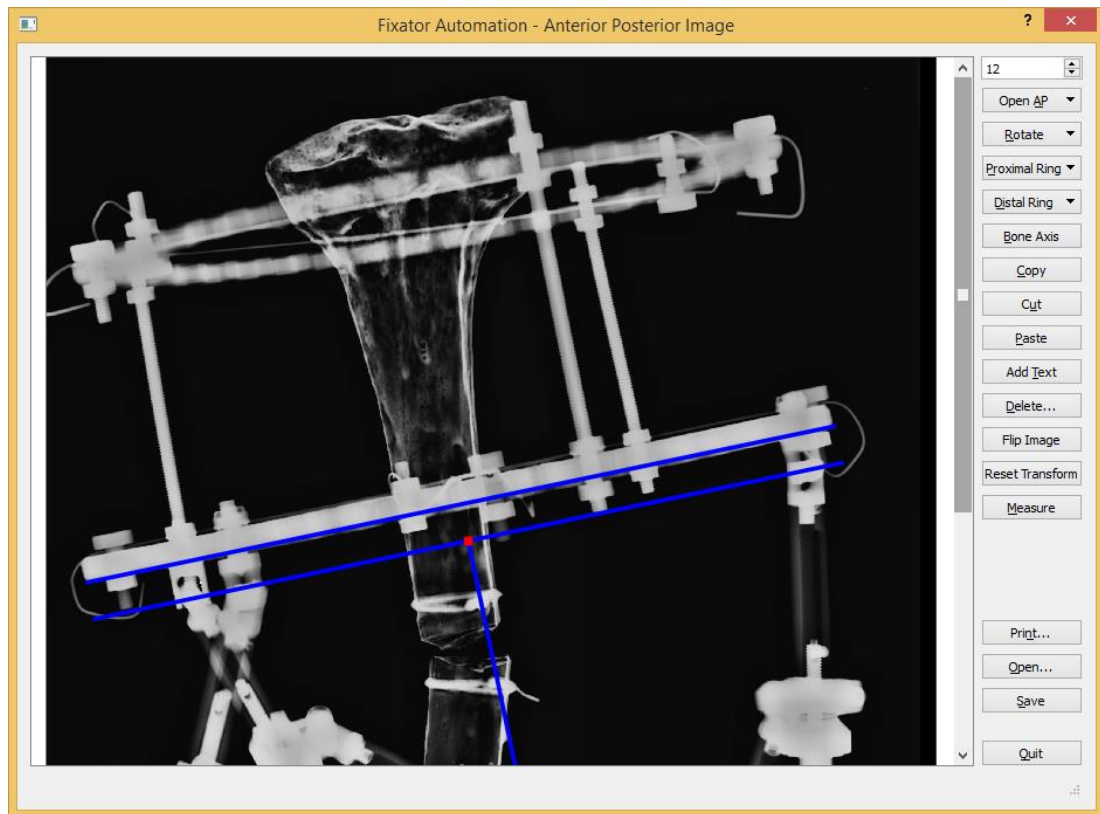 Fixator Automation - Anterior Posterior Image
?
12
Open AP
Rotate
Proximal Ring
Distal Ring
Bone Axis
Copy
Cut
Paste
Add Text
Delete...
Flip Image
Reset Transform
Measure
Print...
Open...
Save
Quit